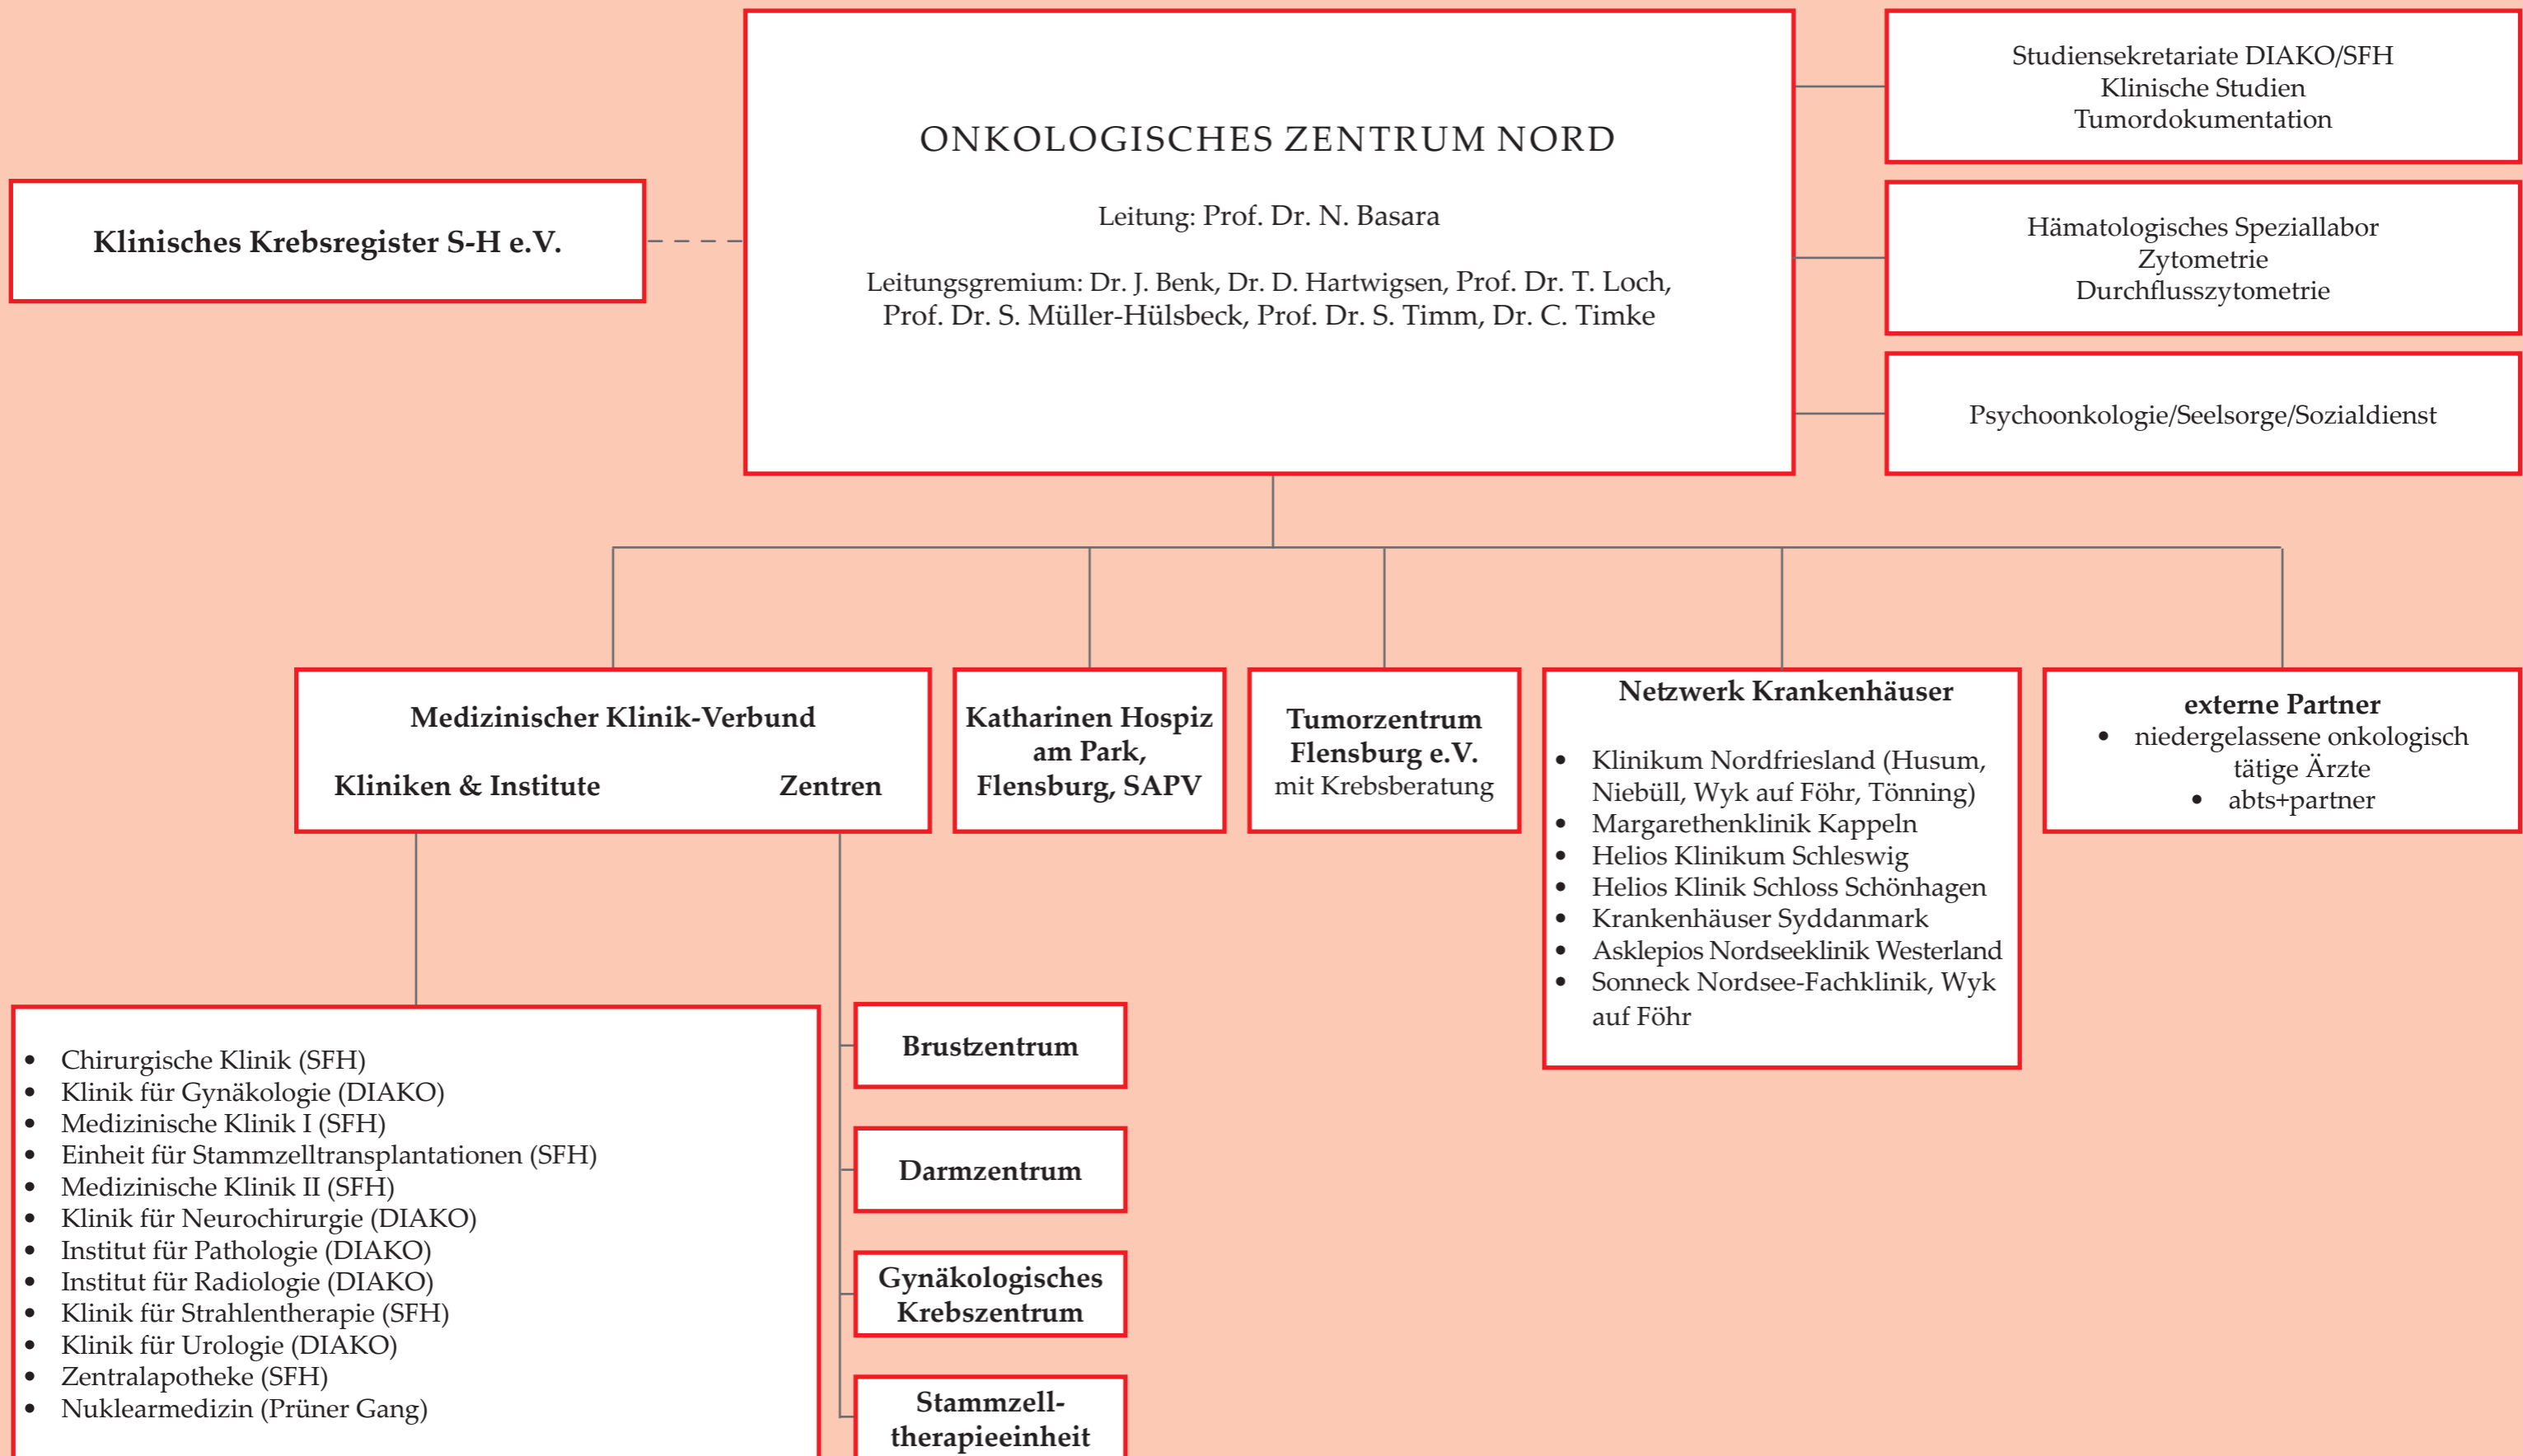 ONKOLOGISCHES ZENTRUM NORD
Leitung: Prof. Dr. N. Basara
Leitungsgremium: Dr. J. Benk, Dr. D. Hartwigsen, Prof. Dr. T. Loch,
Prof. Dr. S. Müller-Hülsbeck, Prof. Dr. S. Timm, Dr. C. Timke
Klinisches Krebsregister S-H e.V.
Studiensekretariate DIAKO/SFH
Klinische Studien
Tumordokumentation
Hämatologisches Speziallabor
Zytometrie
Durchflusszytometrie
Psychoonkologie/Seelsorge/Sozialdienst
Medizinischer Klinik-Verbund
Kliniken & Institute Zentren
Katharinen Hospiz
am Park,
Flensburg, SAPV
Tumorzentrum
Flensburg e.V.
mit Krebsberatung
Netzwerk Krankenhäuser
• Klinikum Nordfriesland (Husum,
Niebüll, Wyk auf Föhr, Tönning)
• Margarethenklinik Kappeln
• Helios Klinikum Schleswig
• Helios Klinik Schloss Schönhagen
• Krankenhäuser Syddanmark
• Asklepios Nordseeklinik Westerland
• Sonneck Nordsee-Fachklinik, Wyk
auf Föhr
externe Partner
• niedergelassene onkologisch
tätige Ärzte
• abts+partner
• Chirurgische Klinik (SFH)
• Klinik für Gynäkologie (DIAKO)
• Medizinische Klinik I (SFH)
• Einheit für Stammzelltransplantationen (SFH)
• Medizinische Klinik II (SFH)
• Klinik für Neurochirurgie (DIAKO)
• Institut für Pathologie (DIAKO)
• Institut für Radiologie (DIAKO)
• Klinik für Strahlentherapie (SFH)
• Klinik für Urologie (DIAKO)
• Zentralapotheke (SFH)
• Nuklearmedizin (Prüner Gang)
Brustzentrum
Darmzentrum
Gynäkologisches
Krebszentrum
Stammzell-
therapieeinheit